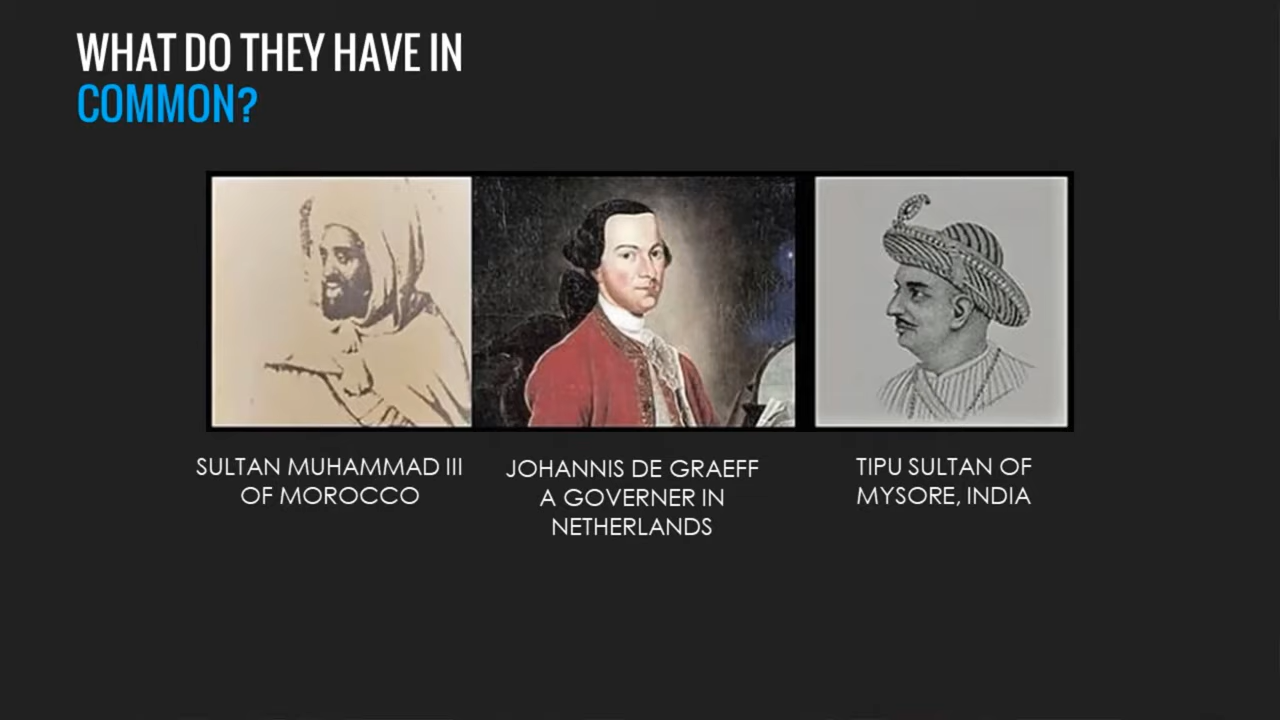 WHAT DO THEY HAVE IN
COMMON?
SULTAN MUHAMMAD III
OF MOROCCO
JOHANNIS DE GRAEFF
A GOVERNER IN
NETHERLANDS
TIPU SULTAN OF
MYSORE, INDIA